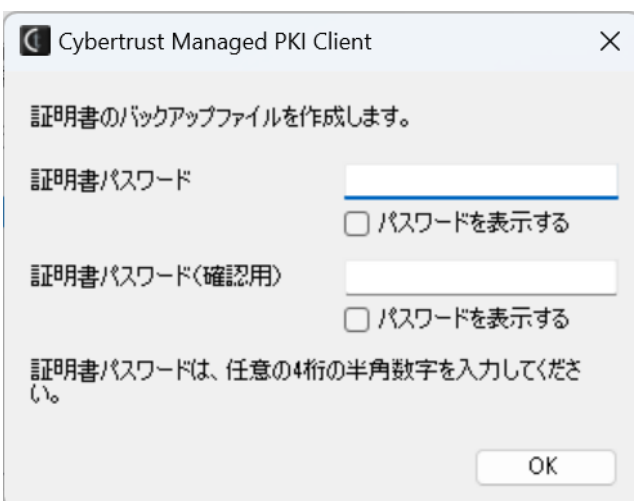 Cybertrust Managed PKI Client
証明書のバックアップファイルを作成します。
証明書パスワード
パスワードを表示する
証明書パスワード(確認用)
パスワードを表示する
証明書パスワードは、任意の4桁の半角数字を入力してくださ
い。
OK